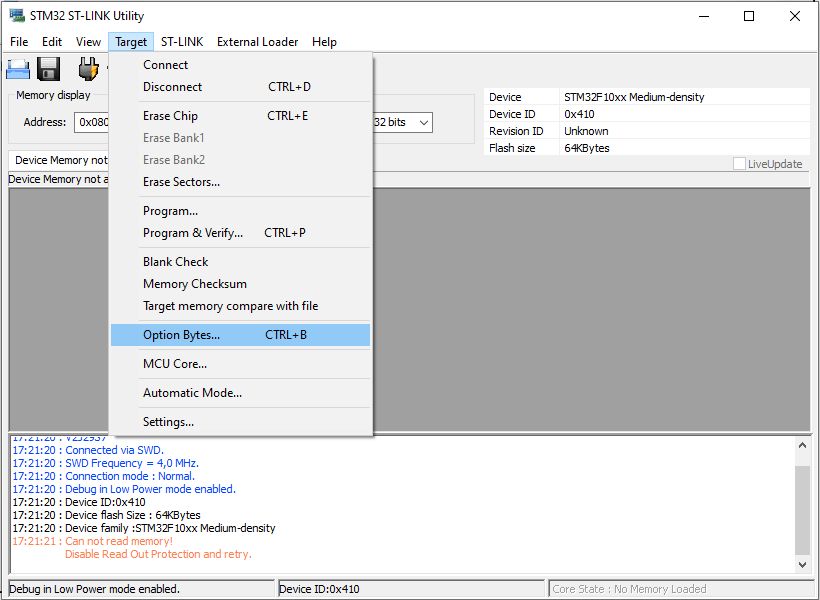 STM32 ST-LINK Utility
File Edit View Target ST-LINK External Loader Help
Memory display
Address: 0x080
32 bits
Device STM32F10xx Medium-density
Device ID 0x410
Revision ID Unknown
Flash size 64KBytes
LiveUpdate
Device Memory not
Device Memory not a
Connect
Disconnect CTRL+D
Erase Chip CTRL+E
Erase Bank1
Erase Bank2
Erase Sectors...
Program...
Program & Verify... CTRL+P
Blank Check
Memory Checksum
Target memory compare with file
Option Bytes... CTRL+B
MCU Core...
Automatic Mode...
Settings...
17:21:20 : V2J29S7
17:21:20 : Connected via SWD.
17:21:20 : SWD Frequency = 4,0 MHz.
17:21:20 : Connection mode : Normal.
17:21:20 : Debug in Low Power mode enabled.
17:21:20 : Device ID:0x410
17:21:20 : Device flash Size : 64KBytes
17:21:20 : Device family :STM32F10xx Medium-density
17:21:21 : Can not read memory!
Disable Read Out Protection and retry.
Debug in Low Power mode enabled.
Device ID:0x410
Core State : No Memory Loaded